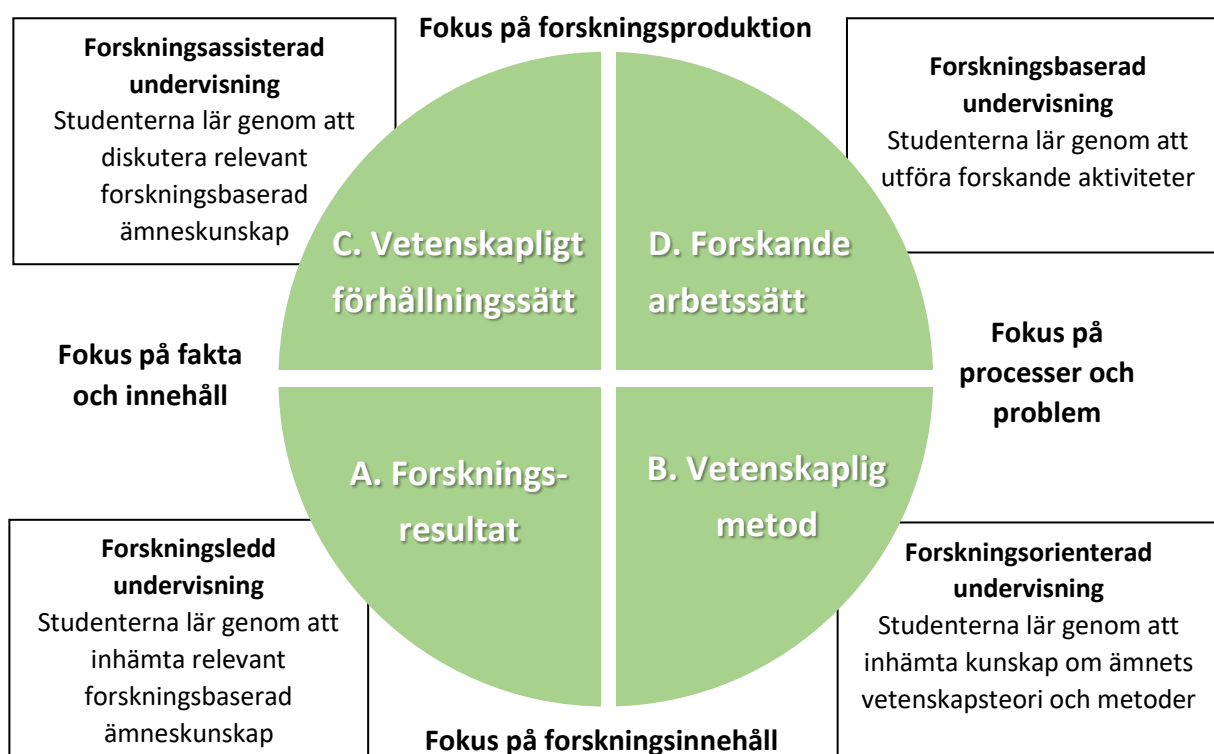 Fokus på forskningsproduktion
Forskningsassisterad
undervisning
Studenterna lär genom att
diskutera relevant
forskningsbaserad
ämneskunskap
Forskningsbaserad
undervisning
Studenterna lär genom att
utföra forskande aktiviteter
C. Vetenskapligt
förhållningssätt
D. Forskande
arbetssätt
Fokus på fakta
och innehåll
Fokus på
processer och
problem
A. Forsknings-
resultat
B. Vetenskaplig
metod
Forskningsledd
undervisning
Studenterna lär genom att
inhämta relevant
forskningsbaserad
ämneskunskap
Forskningsorienterad
undervisning
Studenterna lär genom att
inhämta kunskap om ämnets
vetenskapsteori och metoder
Fokus på forskningsinnehåll